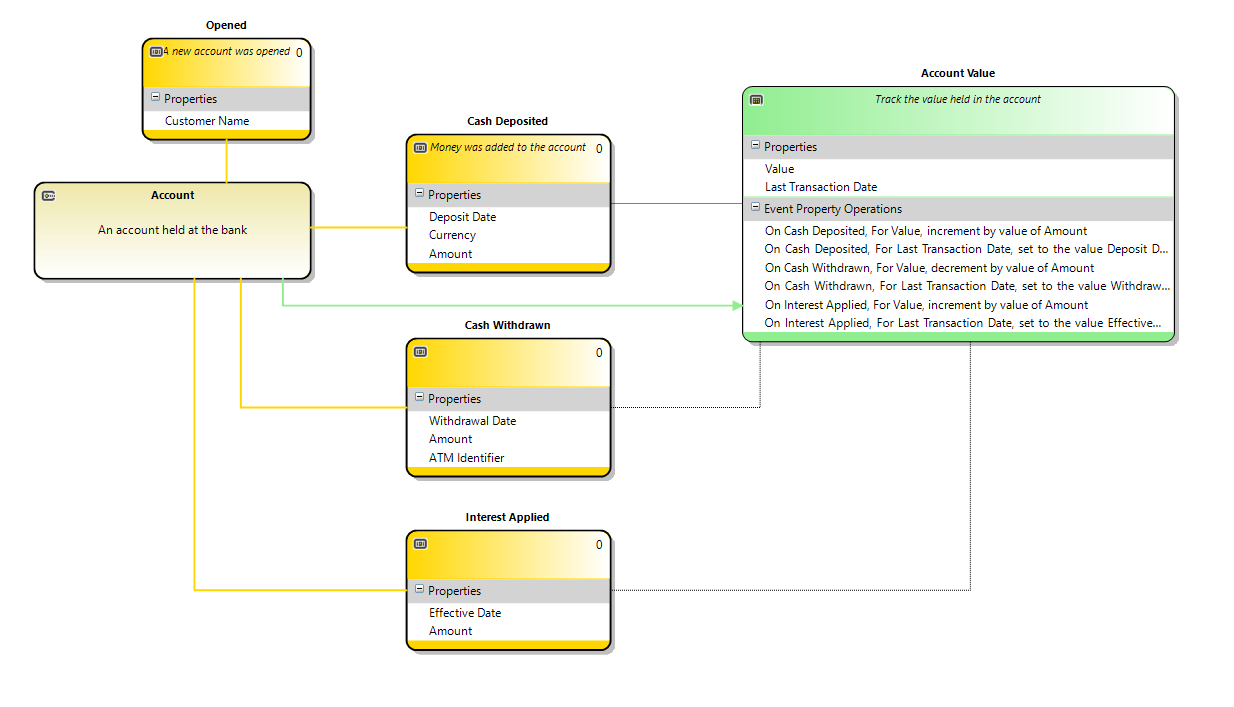 Opened
A new account was opened 0
Properties
Customer Name
Account
An account held at the bank
Cash Deposited
Money was added to the account 0
Properties
Deposit Date
Currency
Amount
Cash Withdrawn
0
Properties
Withdrawal Date
Amount
ATM Identifier
Interest Applied
0
Properties
Effective Date
Amount
Account Value
Track the value held in the account
Properties
Value
Last Transaction Date
Event Property Operations
On Cash Deposited, For Value, increment by value of Amount
On Cash Deposited, For Last Transaction Date, set to the value Deposit D...
On Cash Withdrawn, For Value, decrement by value of Amount
On Cash Withdrawn, For Last Transaction Date, set to the value Withdraw...
On Interest Applied, For Value, increment by value of Amount
On Interest Applied, For Last Transaction Date, set to the value Effective...